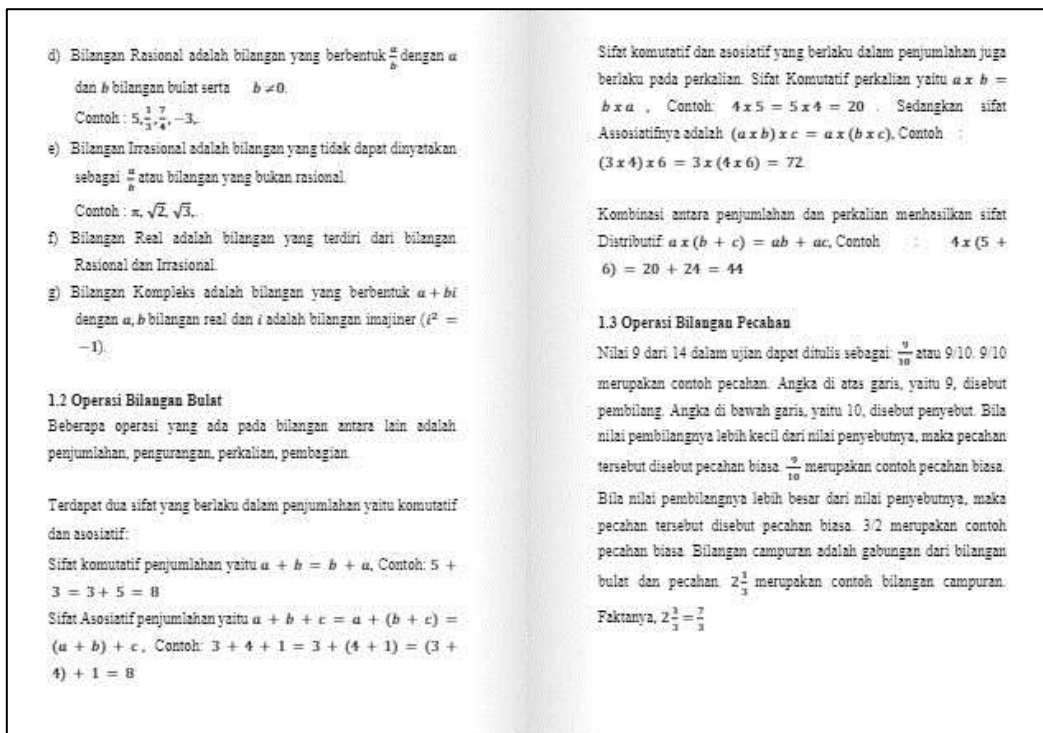 d) Bilangan Rasional adalah bilangan yang berbentuk a/b dengan a
dan b bilangan bulat serta b ≠ 0.
Contoh : 5, 1/3, 7/4, −3,.
e) Bilangan Irrasional adalah bilangan yang tidak dapat dinyatakan
sebagai a/b atau bilangan yang bukan rasional.
Contoh : π, √2, √3,.
f) Bilangan Real adalah bilangan yang terdiri dari bilangan
Rasional dan Irrasional.
g) Bilangan Kompleks adalah bilangan yang berbentuk a + bi
dengan a, b bilangan real dan i adalah bilangan imajiner (i² =
−1).
1.2 Operasi Bilangan Bulat
Beberapa operasi yang ada pada bilangan antara lain adalah
penjumlahan, pengurangan, perkalian, pembagian.
Terdapat dua sifat yang berlaku dalam penjumlahan yaitu komutatif
dan asosiatif:
Sifat komutatif penjumlahan yaitu a + b = b + a, Contoh: 5 +
3 = 3 + 5 = 8
Sifat Asosiatif penjumlahan yaitu a + b + c = a + (b + c) =
(a + b) + c , Contoh: 3 + 4 + 1 = 3 + (4 + 1) = (3 +
4) + 1 = 8
Sifat komutatif dan asosiatif yang berlaku dalam penjumlahan juga
berlaku pada perkalian. Sifat Komutatif perkalian yaitu a x b =
b x a , Contoh: 4 x 5 = 5 x 4 = 20 . Sedangkan sifat
Assosiatifnya adalah (a x b) x c = a x (b x c), Contoh :
(3 x 4) x 6 = 3 x (4 x 6) = 72
Kombinasi antara penjumlahan dan perkalian menhasilkan sifat
Distributif a x (b + c) = ab + ac, Contoh : 4 x (5 +
6) = 20 + 24 = 44
1.3 Operasi Bilangan Pecahan
Nilai 9 dari 14 dalam ujian dapat ditulis sebagai: 9/10 atau 9/10. 9/10
merupakan contoh pecahan. Angka di atas garis, yaitu 9, disebut
pembilang. Angka di bawah garis, yaitu 10, disebut penyebut. Bila
nilai pembilangnya lebih kecil dari nilai penyebutnya, maka pecahan
tersebut disebut pecahan biasa. 9/10 merupakan contoh pecahan biasa.
Bila nilai pembilangnya lebih besar dari nilai penyebutnya, maka
pecahan tersebut disebut pecahan biasa. 3/2 merupakan contoh
pecahan biasa. Bilangan campuran adalah gabungan dari bilangan
bulat dan pecahan. 2 1/3 merupakan contoh bilangan campuran.
Faktanya, 2 1/3 = 7/3